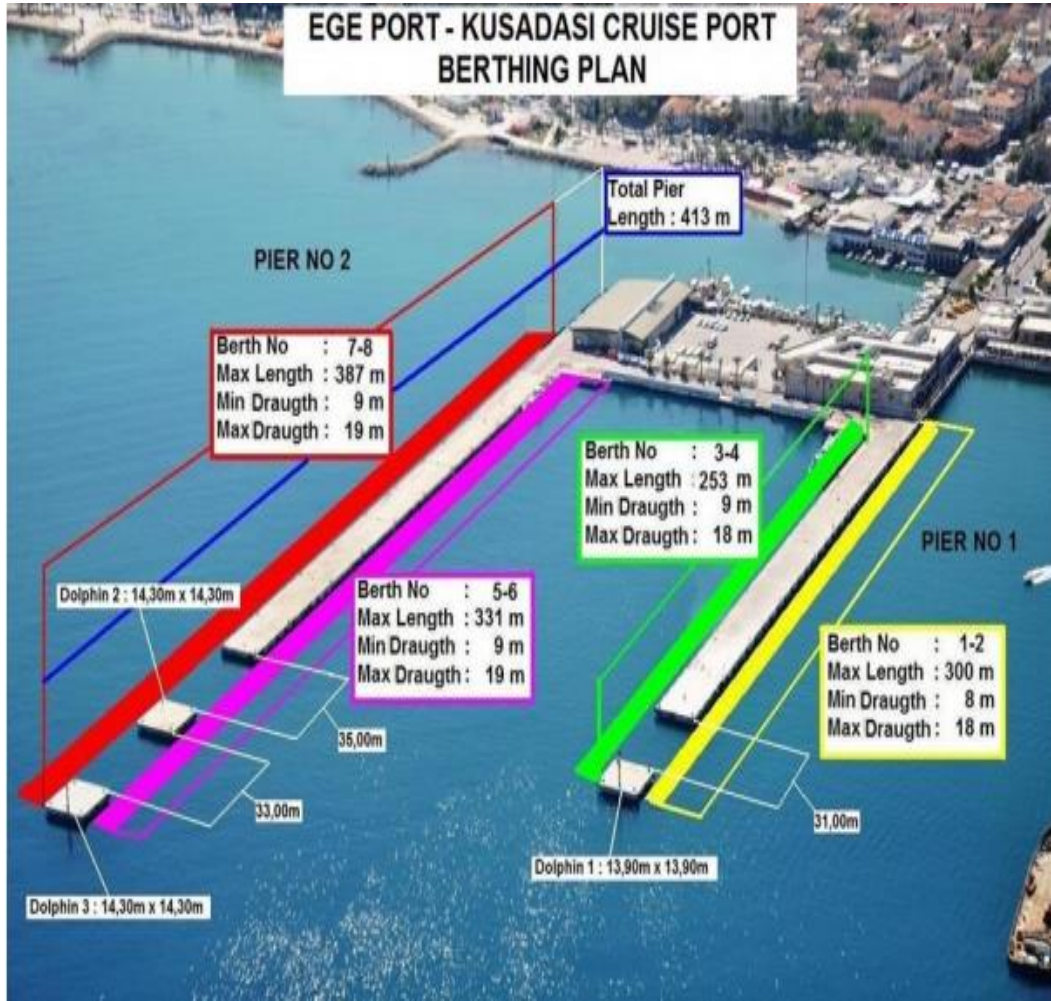 EGE PORT - KUSADASI CRUISE PORT
BERTHING PLAN
Total Pier
Length : 413 m
PIER NO 2
Berth No : 7-8
Max Length : 387 m
Min Draugth : 9 m
Max Draugth : 19 m
Berth No : 3-4
Max Length : 253 m
Min Draugth : 9 m
Max Draugth : 18 m
PIER NO 1
Dolphin 2 : 14,30m x 14,30m
Berth No : 5-6
Max Length : 331 m
Min Draugth : 9 m
Max Draugth : 19 m
Berth No : 1-2
Max Length : 300 m
Min Draugth : 8 m
Max Draugth : 18 m
35,00m
33,00m
31,00m
Dolphin 1 : 13,90m x 13,90m
Dolphin 3 : 14,30m x 14,30m